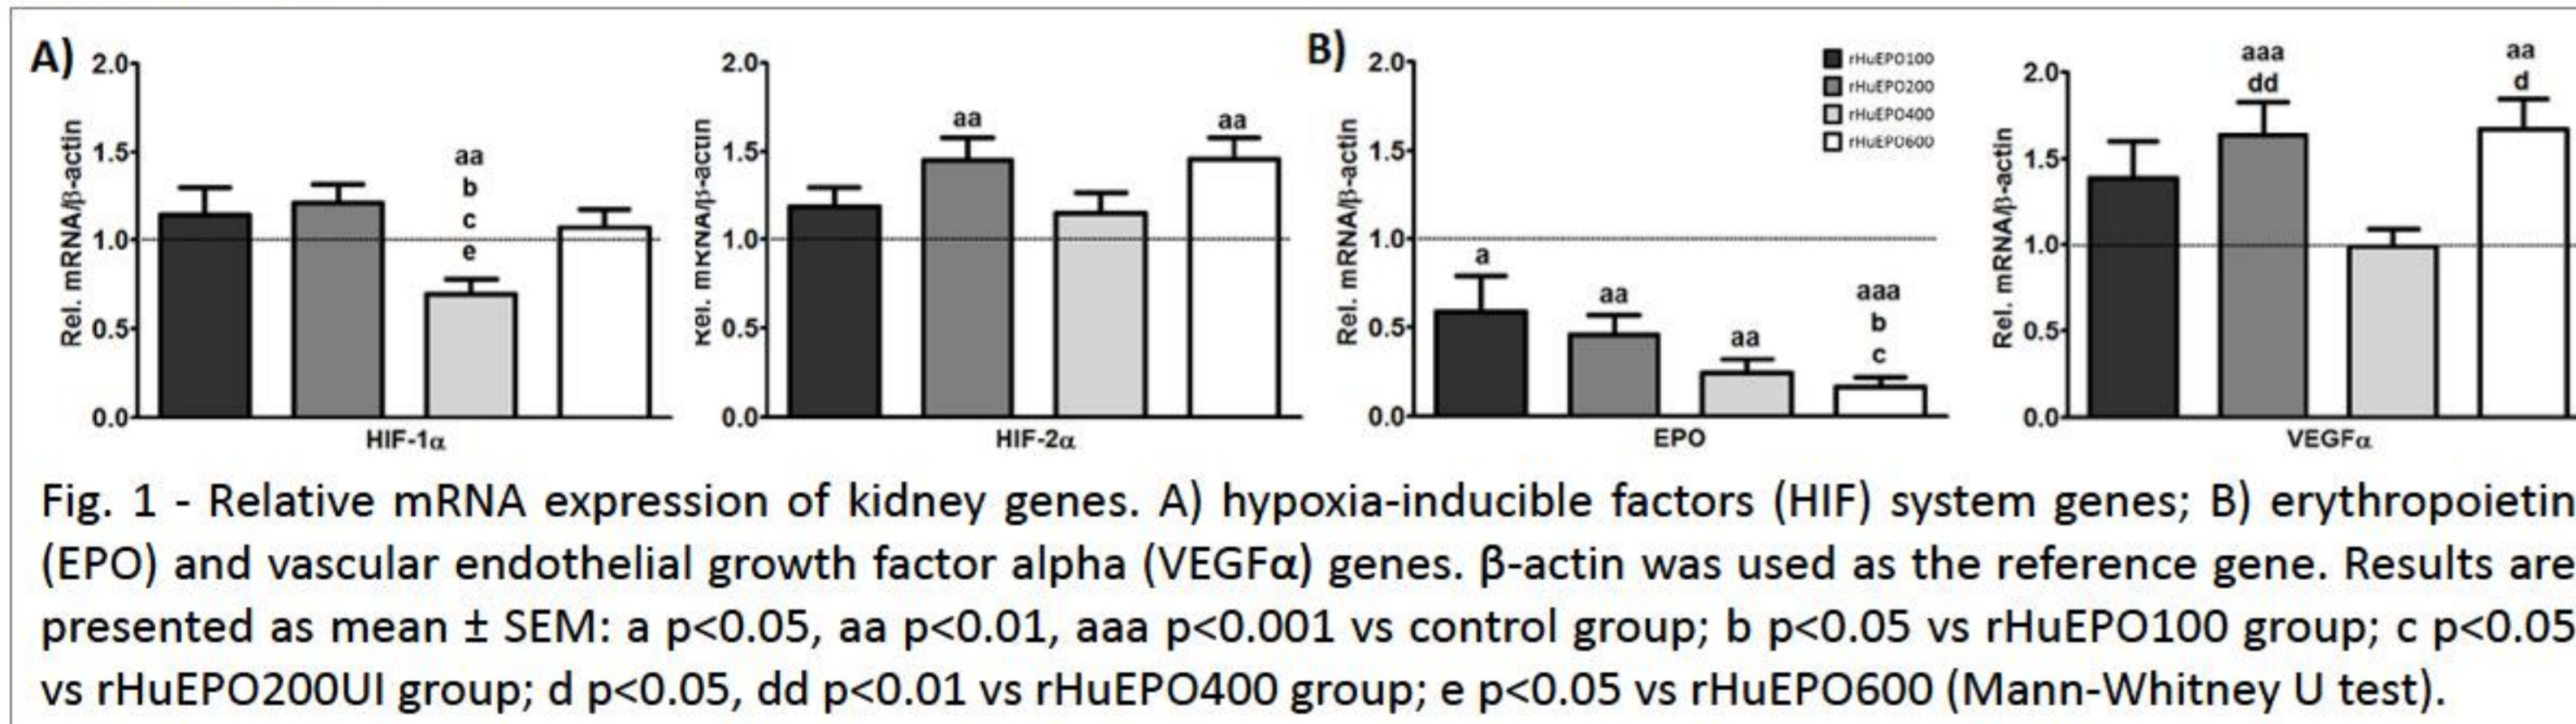 A)
2.0
1.5
1.0
0.5
0.0
Rel. mRNA/β-actin
aa
b
c
e
HIF-1α
2.0
1.5
1.0
0.5
0.0
Rel. mRNA/β-actin
aa
aa
HIF-2α
B)
2.0
1.5
1.0
0.5
0.0
Rel. mRNA/β-actin
rHuEPO100
rHuEPO200
rHuEPO400
rHuEPO600
a
aa
aa
aaa
b
c
EPO
2.0
1.5
1.0
0.5
0.0
Rel. mRNA/β-actin
aaa
dd
aa
d
VEGFα
Fig. 1 - Relative mRNA expression of kidney genes. A) hypoxia-inducible factors (HIF) system genes; B) erythropoietin
(EPO) and vascular endothelial growth factor alpha (VEGFα) genes. β-actin was used as the reference gene. Results are
presented as mean ± SEM: a p<0.05, aa p<0.01, aaa p<0.001 vs control group; b p<0.05 vs rHuEPO100 group; c p<0.05
vs rHuEPO200UI group; d p<0.05, dd p<0.01 vs rHuEPO400 group; e p<0.05 vs rHuEPO600 (Mann-Whitney U test).